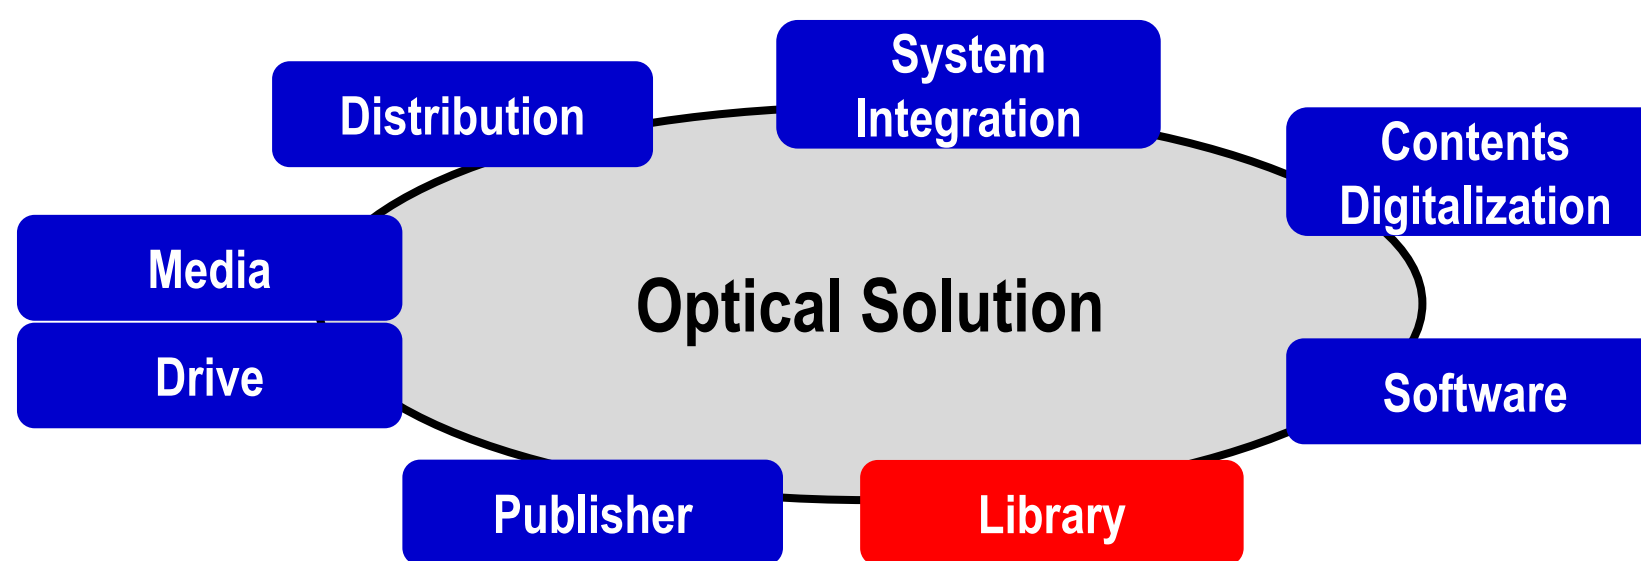 System
Integration
Distribution
Contents
Digitalization
Media
Optical Solution
Drive
Software
Publisher
Library